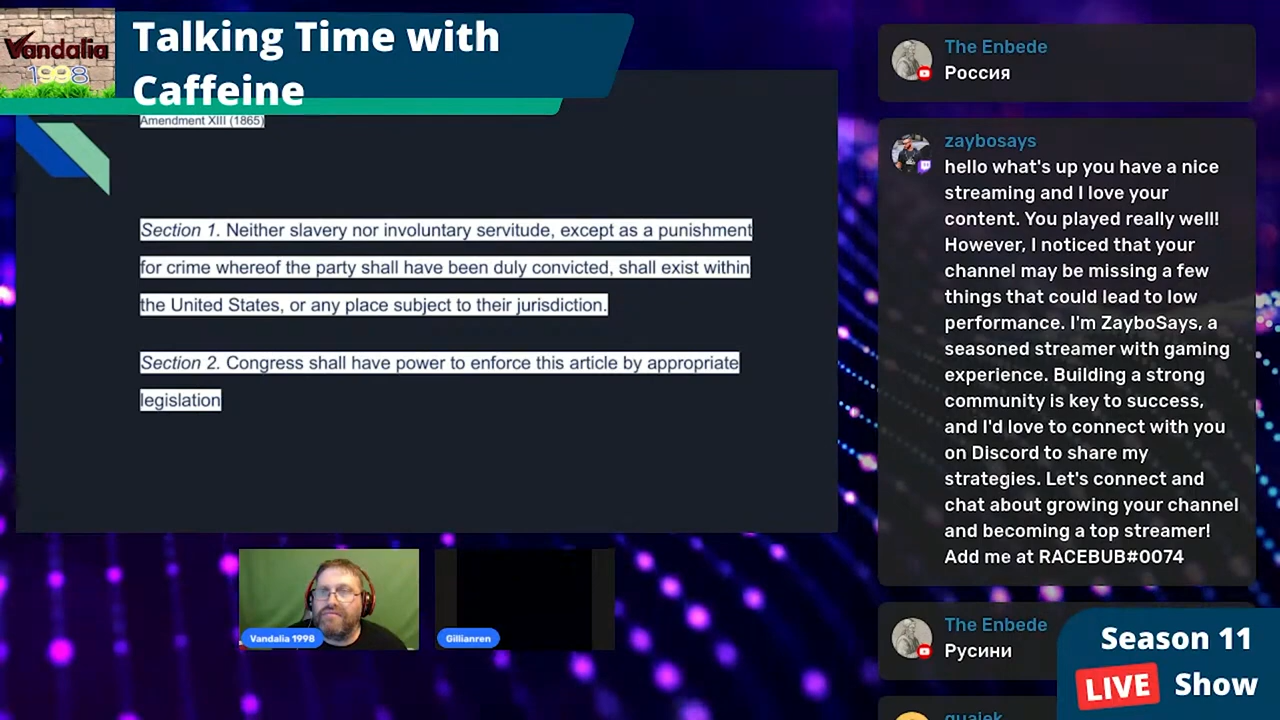 Vandalia
1998
Talking Time with
Caffeine
Amendment XIII (1865)
Section 1. Neither slavery nor involuntary servitude, except as a punishment
for crime whereof the party shall have been duly convicted, shall exist within
the United States, or any place subject to their jurisdiction.
Section 2. Congress shall have power to enforce this article by appropriate
legislation
Vandalia 1998
Gillianren
The Enbede
Россия
zaybosays
hello what's up you have a nice
streaming and I love your
content. You played really well!
However, I noticed that your
channel may be missing a few
things that could lead to low
performance. I'm ZayboSays, a
seasoned streamer with gaming
experience. Building a strong
community is key to success,
and I'd love to connect with you
on Discord to share my
strategies. Let's connect and
chat about growing your channel
and becoming a top streamer!
Add me at RACEBUB#0074
The Enbede
Русини
Season 11
LIVE Show